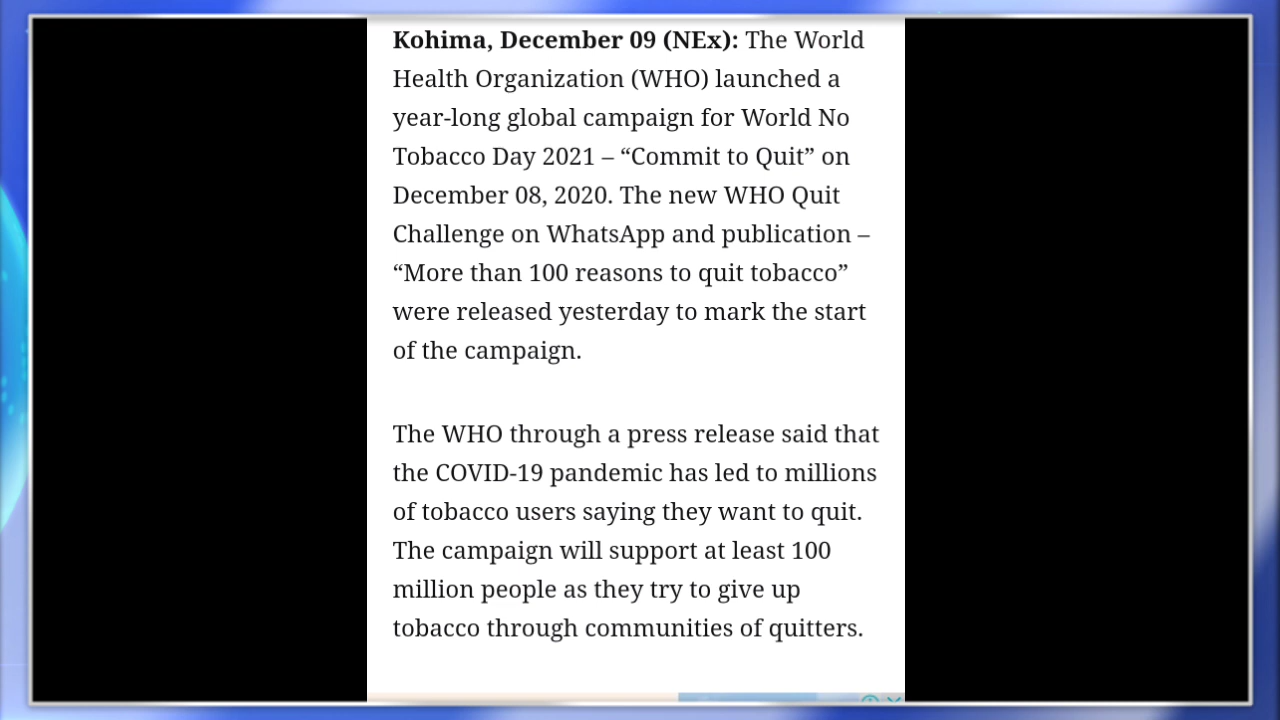 Kohima, December 09 (NEx): The World
Health Organization (WHO) launched a
year-long global campaign for World No
Tobacco Day 2021 – “Commit to Quit” on
December 08, 2020. The new WHO Quit
Challenge on WhatsApp and publication –
“More than 100 reasons to quit tobacco”
were released yesterday to mark the start
of the campaign.
The WHO through a press release said that
the COVID-19 pandemic has led to millions
of tobacco users saying they want to quit.
The campaign will support at least 100
million people as they try to give up
tobacco through communities of quitters.